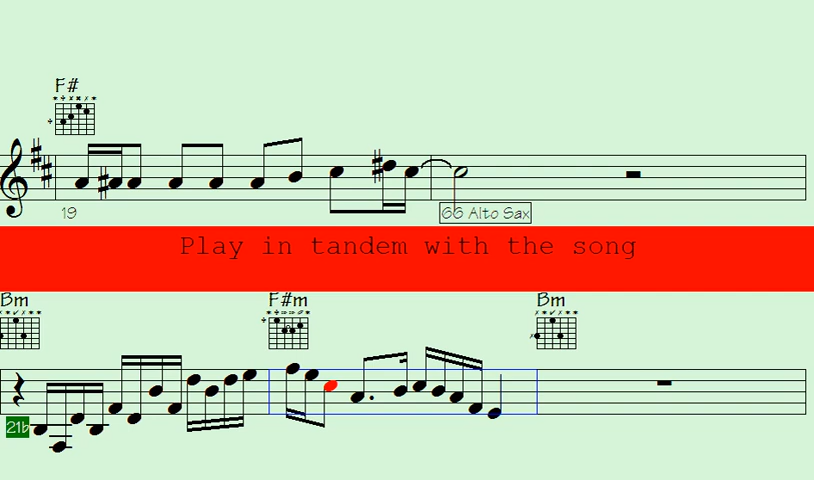 F#
19
66 Alto Sax
Play in tandem with the song
Bm F#m Bm
21b